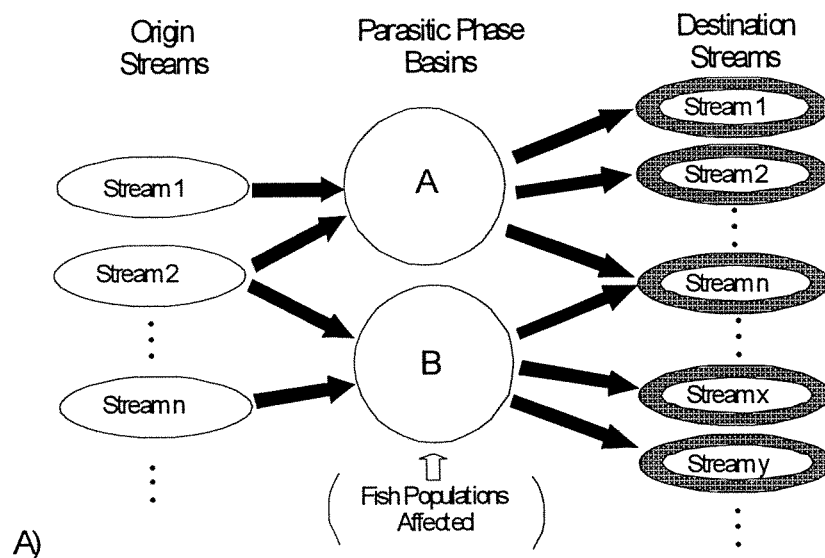 Origin
Streams
Parasitic Phase
Basins
Destination
Streams
Stream 1
Stream 2
Stream n
A
B
Fish Populations
Affected
Stream 1
Stream 2
Stream n
Stream x
Stream y
A)